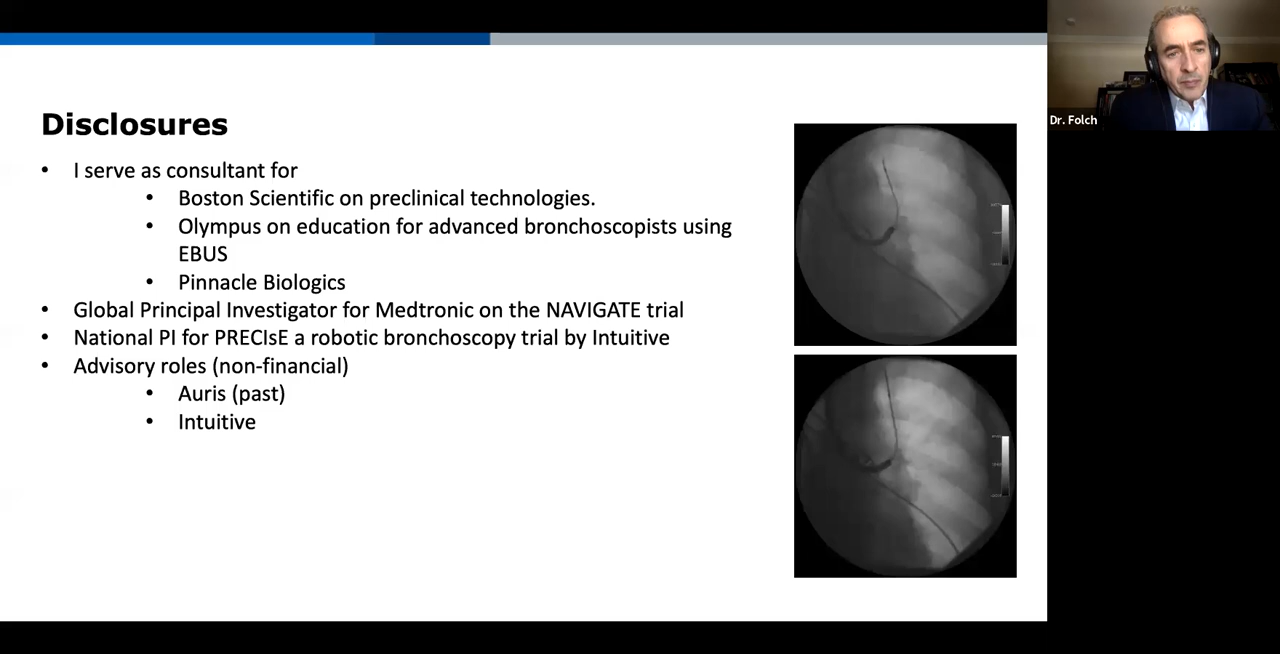 Disclosures
• I serve as consultant for
• Boston Scientific on preclinical technologies.
• Olympus on education for advanced bronchoscopists using
EBUS
• Pinnacle Biologics
• Global Principal Investigator for Medtronic on the NAVIGATE trial
• National PI for PRECIsE a robotic bronchoscopy trial by Intuitive
• Advisory roles (non-financial)
• Auris (past)
• Intuitive
Dr. Folch